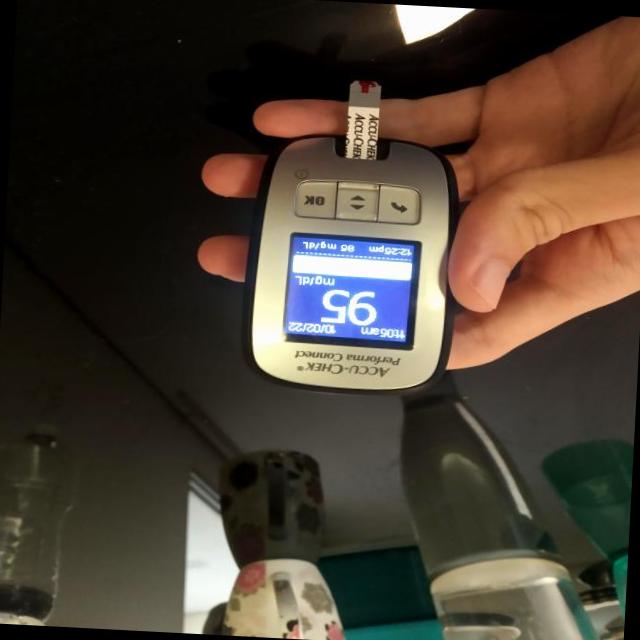 ACCU-CHEK®
Performa Connect
11:05am 10/02/22
95
mg/dL
12:25pm 85 mg/dL
OK
ACCU-CHEK
ACCU-CHEK